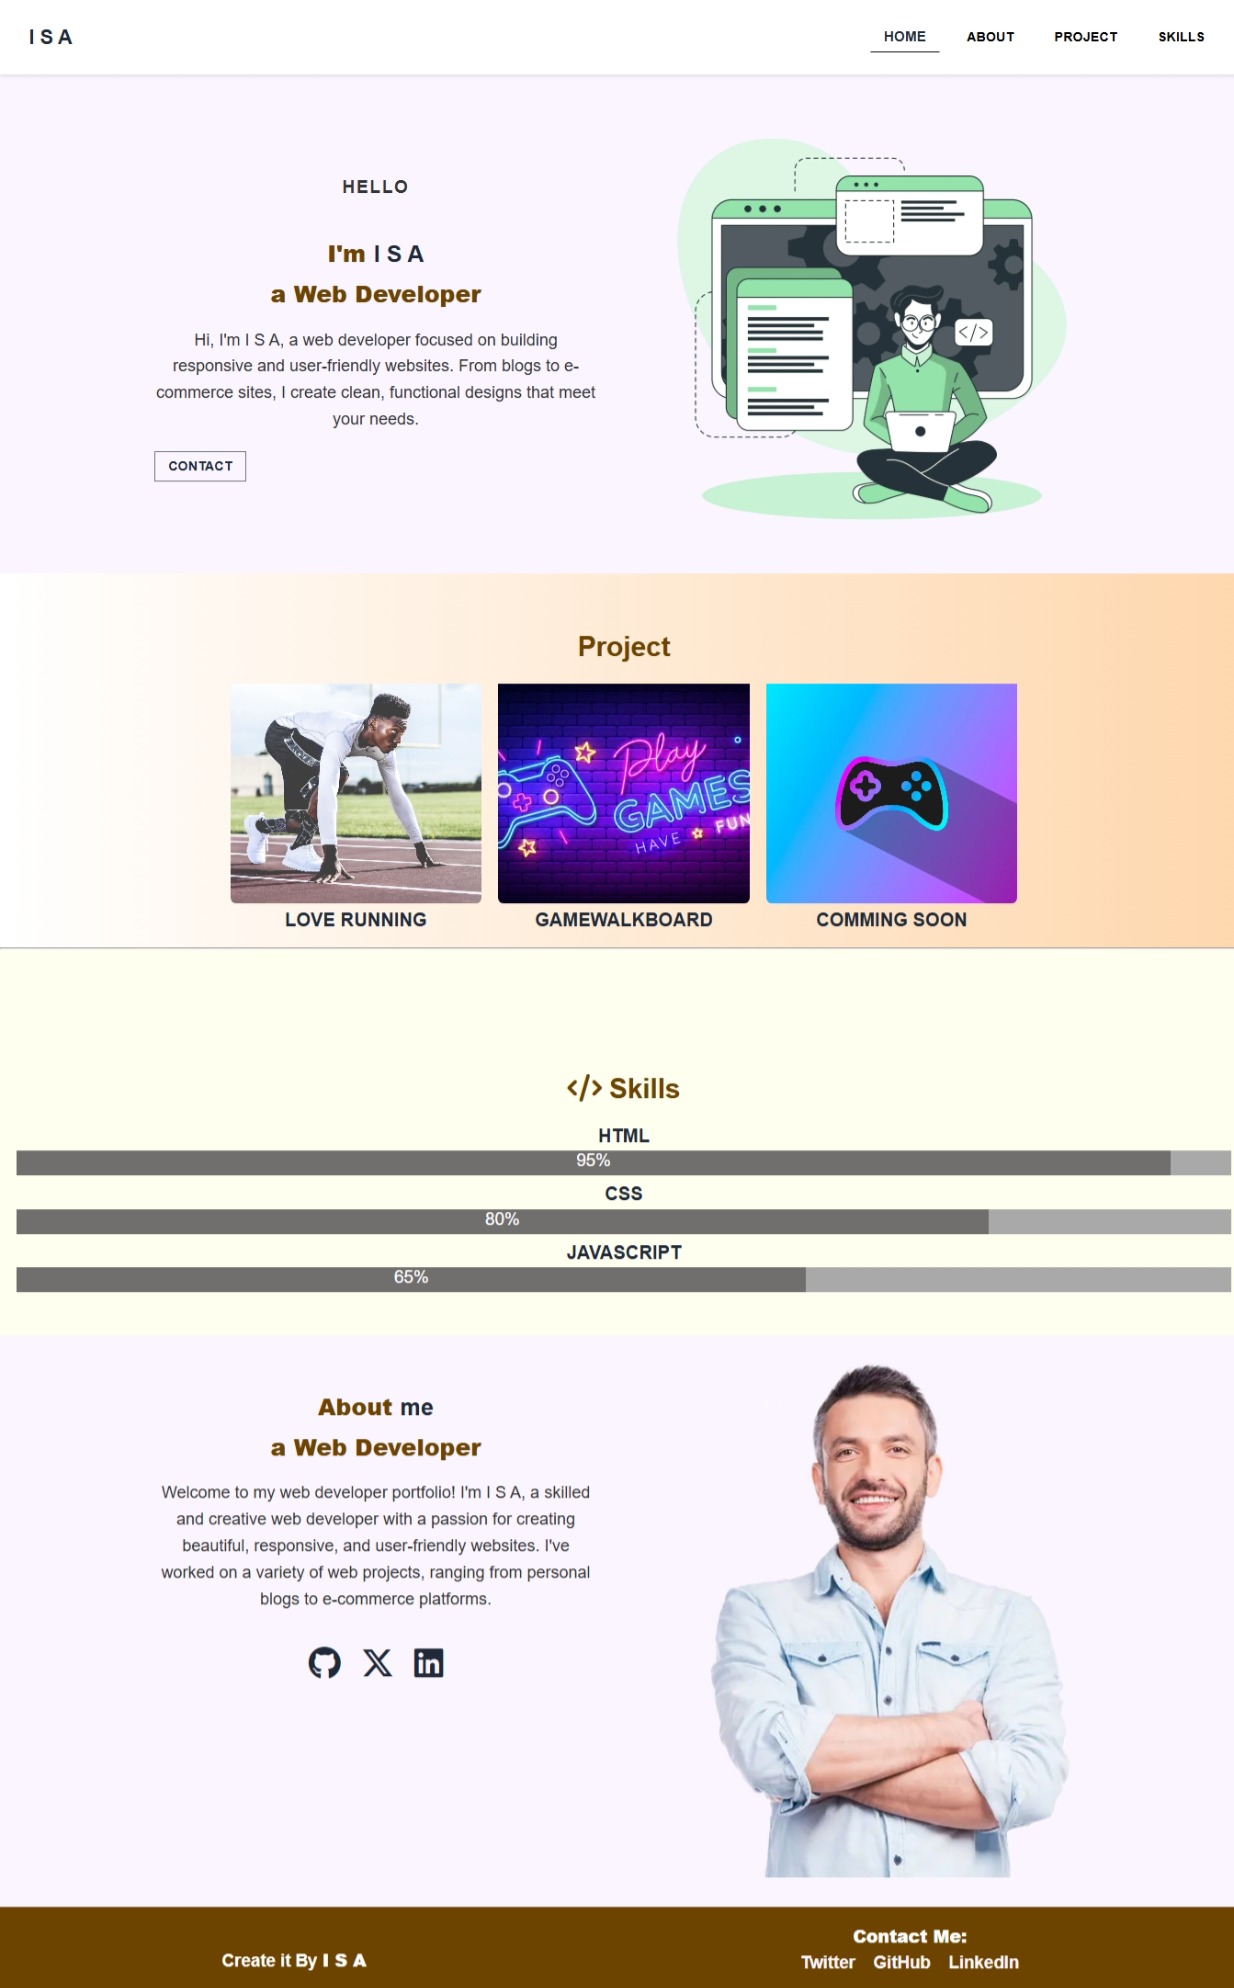 I S A
HOME ABOUT PROJECT SKILLS
HELLO
I'm I S A
a Web Developer
Hi, I'm I S A, a web developer focused on building
responsive and user-friendly websites. From blogs to e-
commerce sites, I create clean, functional designs that meet
your needs.
CONTACT
</>
Project
Play
GAMES
HAVE FUN
LOVE RUNNING
GAMEWALKBOARD
COMMING SOON
</> Skills
HTML
95%
CSS
80%
JAVASCRIPT
65%
About me
a Web Developer
Welcome to my web developer portfolio! I'm I S A, a skilled
and creative web developer with a passion for creating
beautiful, responsive, and user-friendly websites. I've
worked on a variety of web projects, ranging from personal
blogs to e-commerce platforms.
in
Create it By I S A
Contact Me:
Twitter GitHub LinkedIn